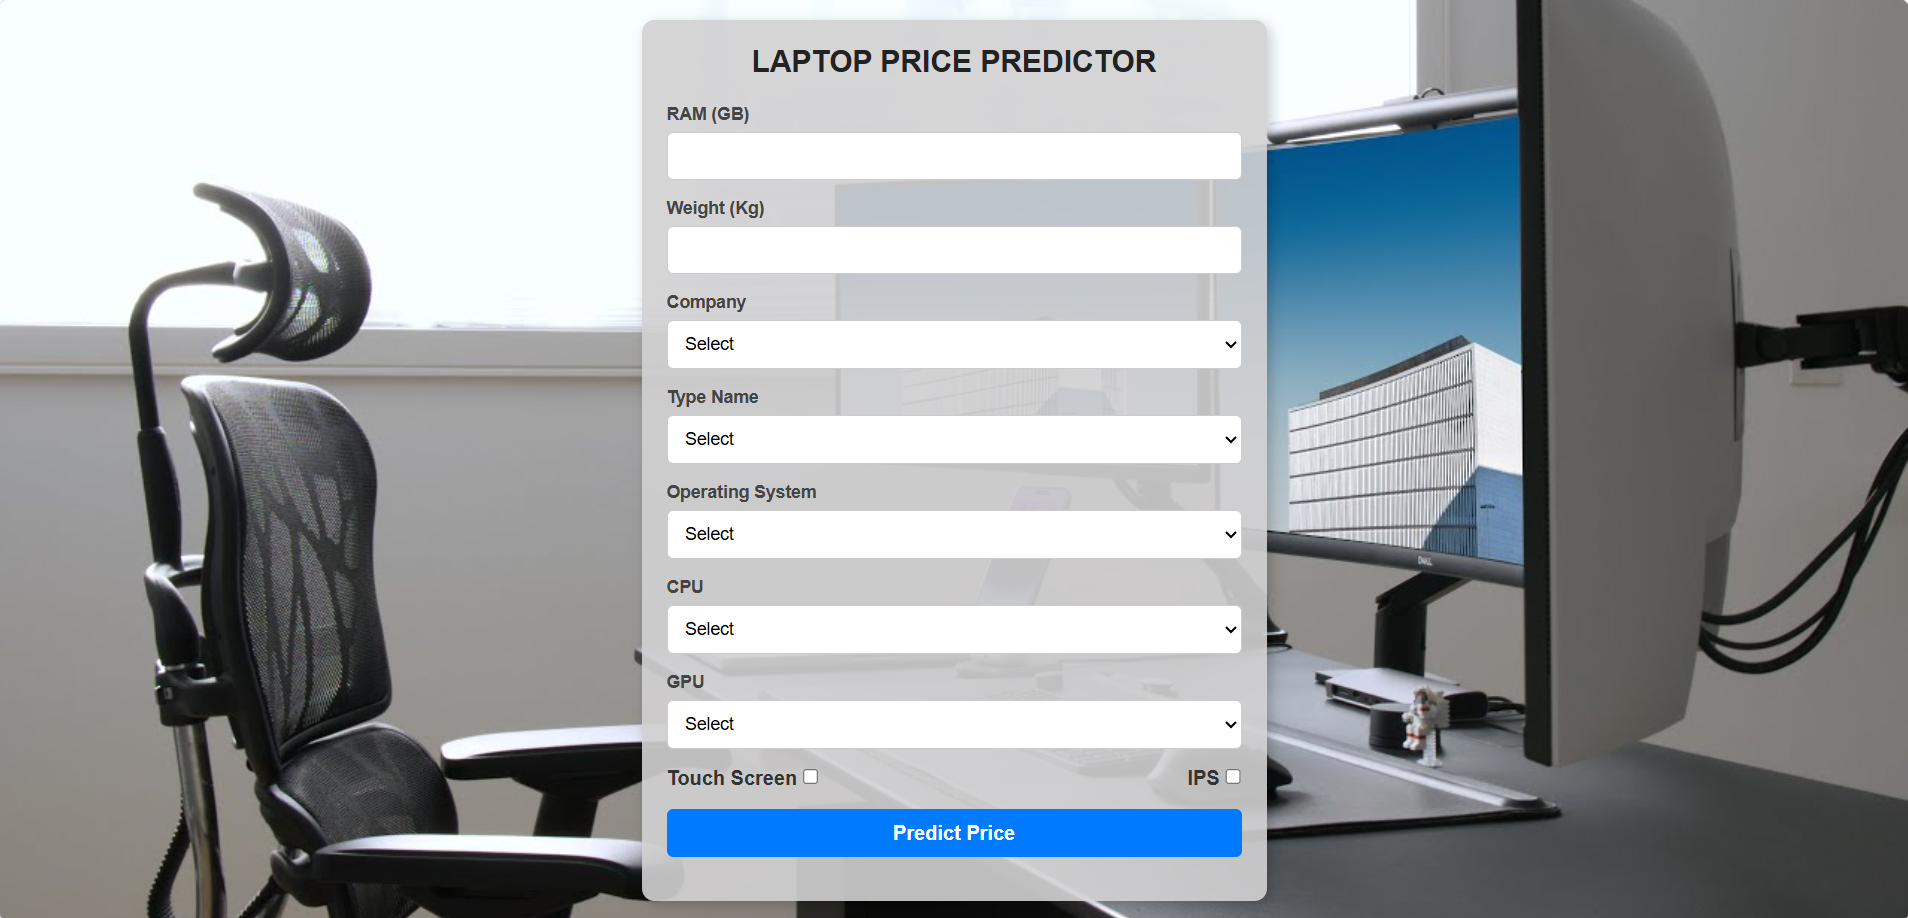 LAPTOP PRICE PREDICTOR
RAM (GB)
Weight (Kg)
Company
Select
Type Name
Select
Operating System
Select
CPU
Select
GPU
Select
Touch Screen IPS
Predict Price
DELL